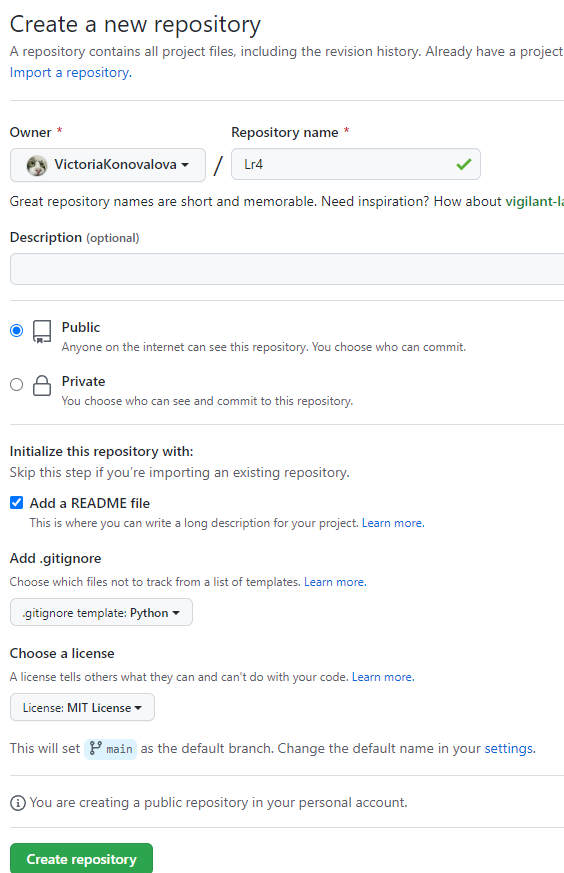 Create a new repository
A repository contains all project files, including the revision history. Already have a project
Import a repository.
Owner *
Repository name *
VictoriaKonovalova
/
Lr4
Great repository names are short and memorable. Need inspiration? How about vigilant-
Description (optional)
Public
Anyone on the internet can see this repository. You choose who can commit.
Private
You choose who can see and commit to this repository.
Initialize this repository with:
Skip this step if you're importing an existing repository.
Add a README file
This is where you can write a long description for your project. Learn more.
Add .gitignore
Choose which files not to track from a list of templates. Learn more.
.gitignore template: Python
Choose a license
A license tells others what they can and can't do with your code. Learn more.
License: MIT License
This will set main as the default branch. Change the default name in your settings.
You are creating a public repository in your personal account.
Create repository